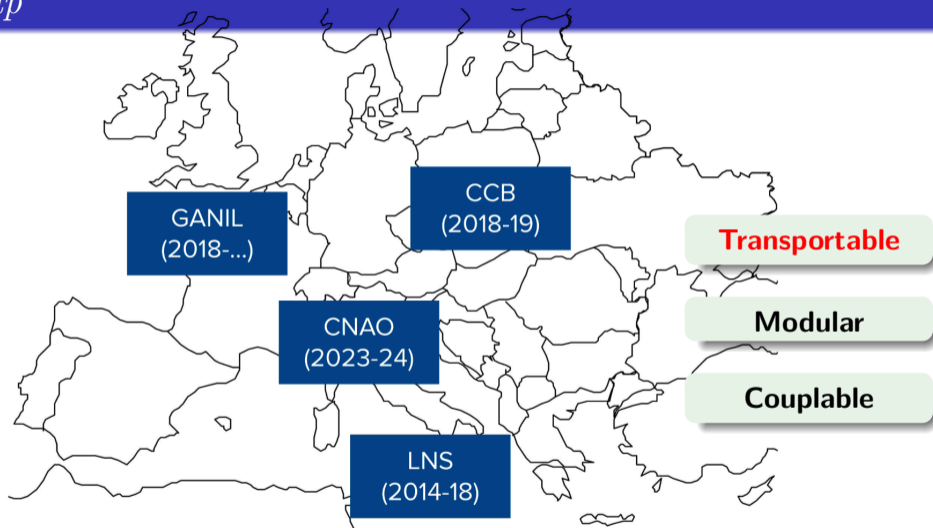 GANIL
(2018-...)
CCB
(2018-19)
CNAO
(2023-24)
LNS
(2014-18)
Transportable
Modular
Couplable